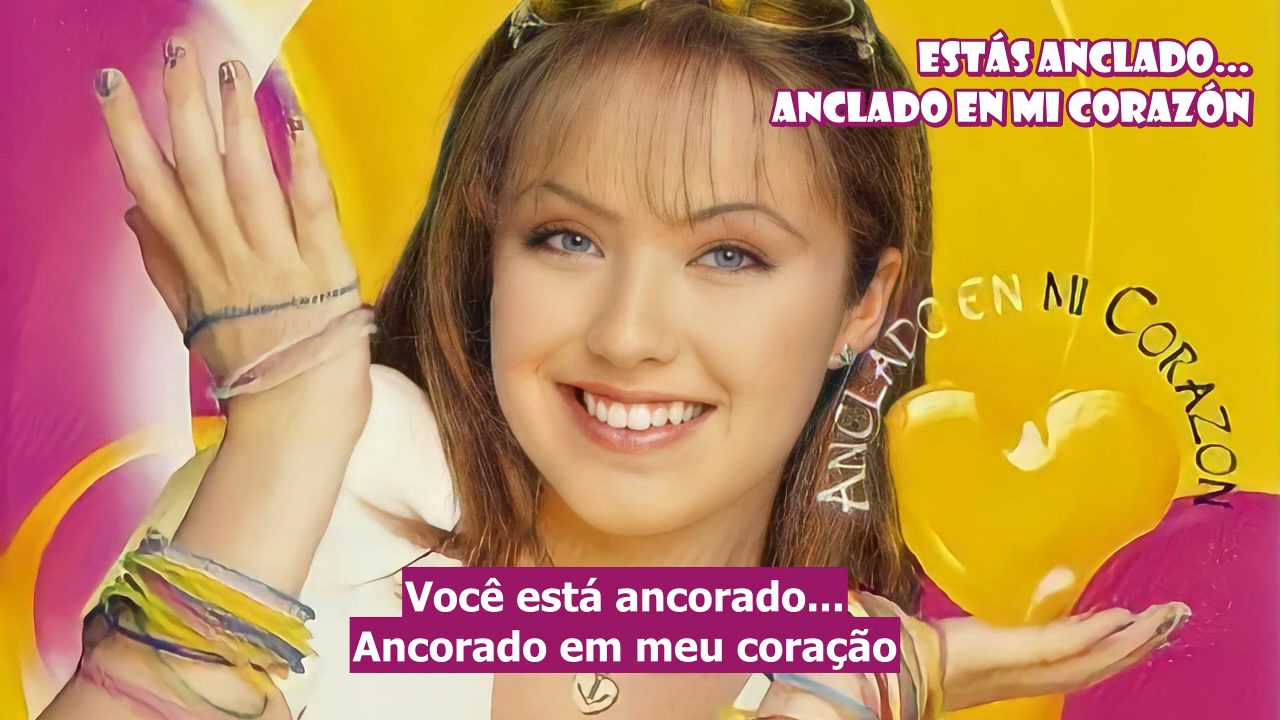 ESTÁS ANCLADO...
ANCLADO EN MI CORAZÓN
ANCLADO EN MI CORAZON
Você está ancorado...
Ancorado em meu coração